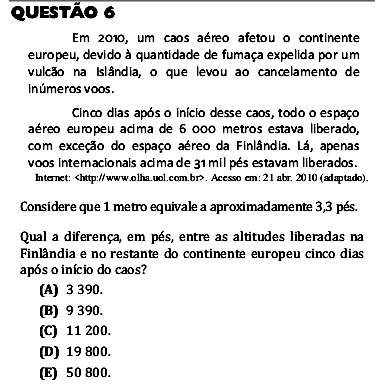 QUESTÃO 6
Em 2010, um caos aéreo afetou o continente
europeu, devido à quantidade de fumaça expelida por um
vulcão na Islândia, o que levou ao cancelamento de
inúmeros voos.
Cinco dias após o início desse caos, todo o espaço
aéreo europeu acima de 6 000 metros estava liberado,
com exceção do espaço aéreo da Finlândia. Lá, apenas
voos internacionais acima de 31 mil pés estavam liberados.
Internet: <http://www.olha.uol.com.br>. Acesso em: 21 abr. 2010 (adaptado).
Considere que 1 metro equivale a aproximadamente 3,3 pés.
Qual a diferença, em pés, entre as altitudes liberadas na
Finlândia e no restante do continente europeu cinco dias
após o início do caos?
(A) 3 390.
(B) 9 390.
(C) 11 200.
(D) 19 800.
(E) 50 800.